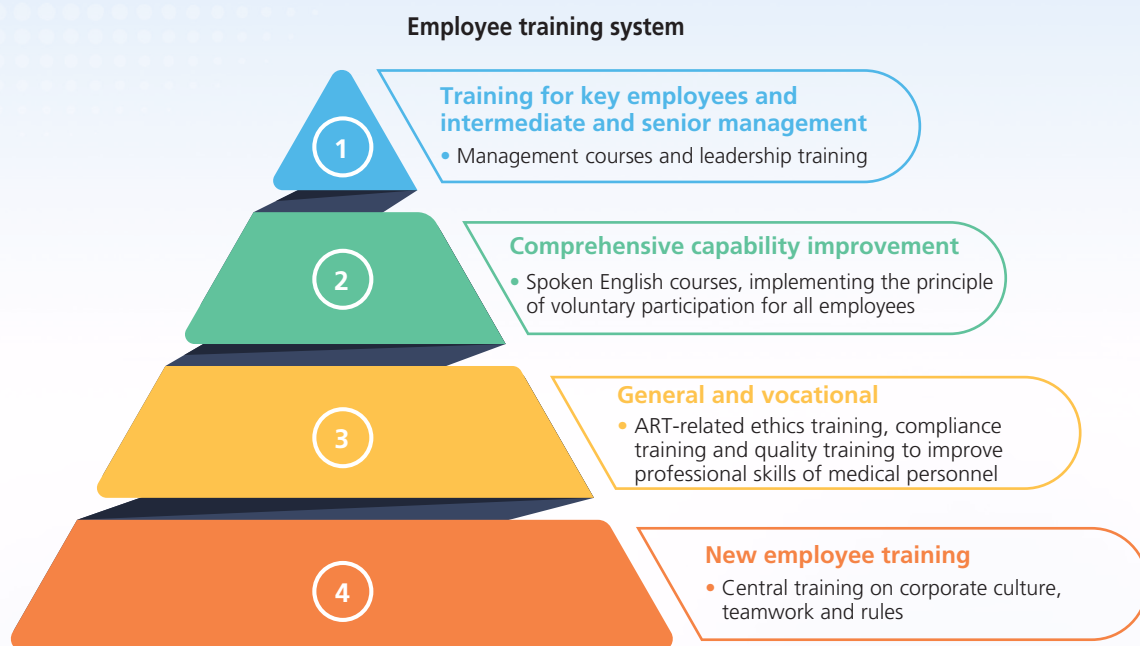 Employee training system
1
Training for key employees and
intermediate and senior management
• Management courses and leadership training
2
Comprehensive capability improvement
• Spoken English courses, implementing the principle
of voluntary participation for all employees
3
General and vocational
• ART-related ethics training, compliance
training and quality training to improve
professional skills of medical personnel
4
New employee training
• Central training on corporate culture,
teamwork and rules